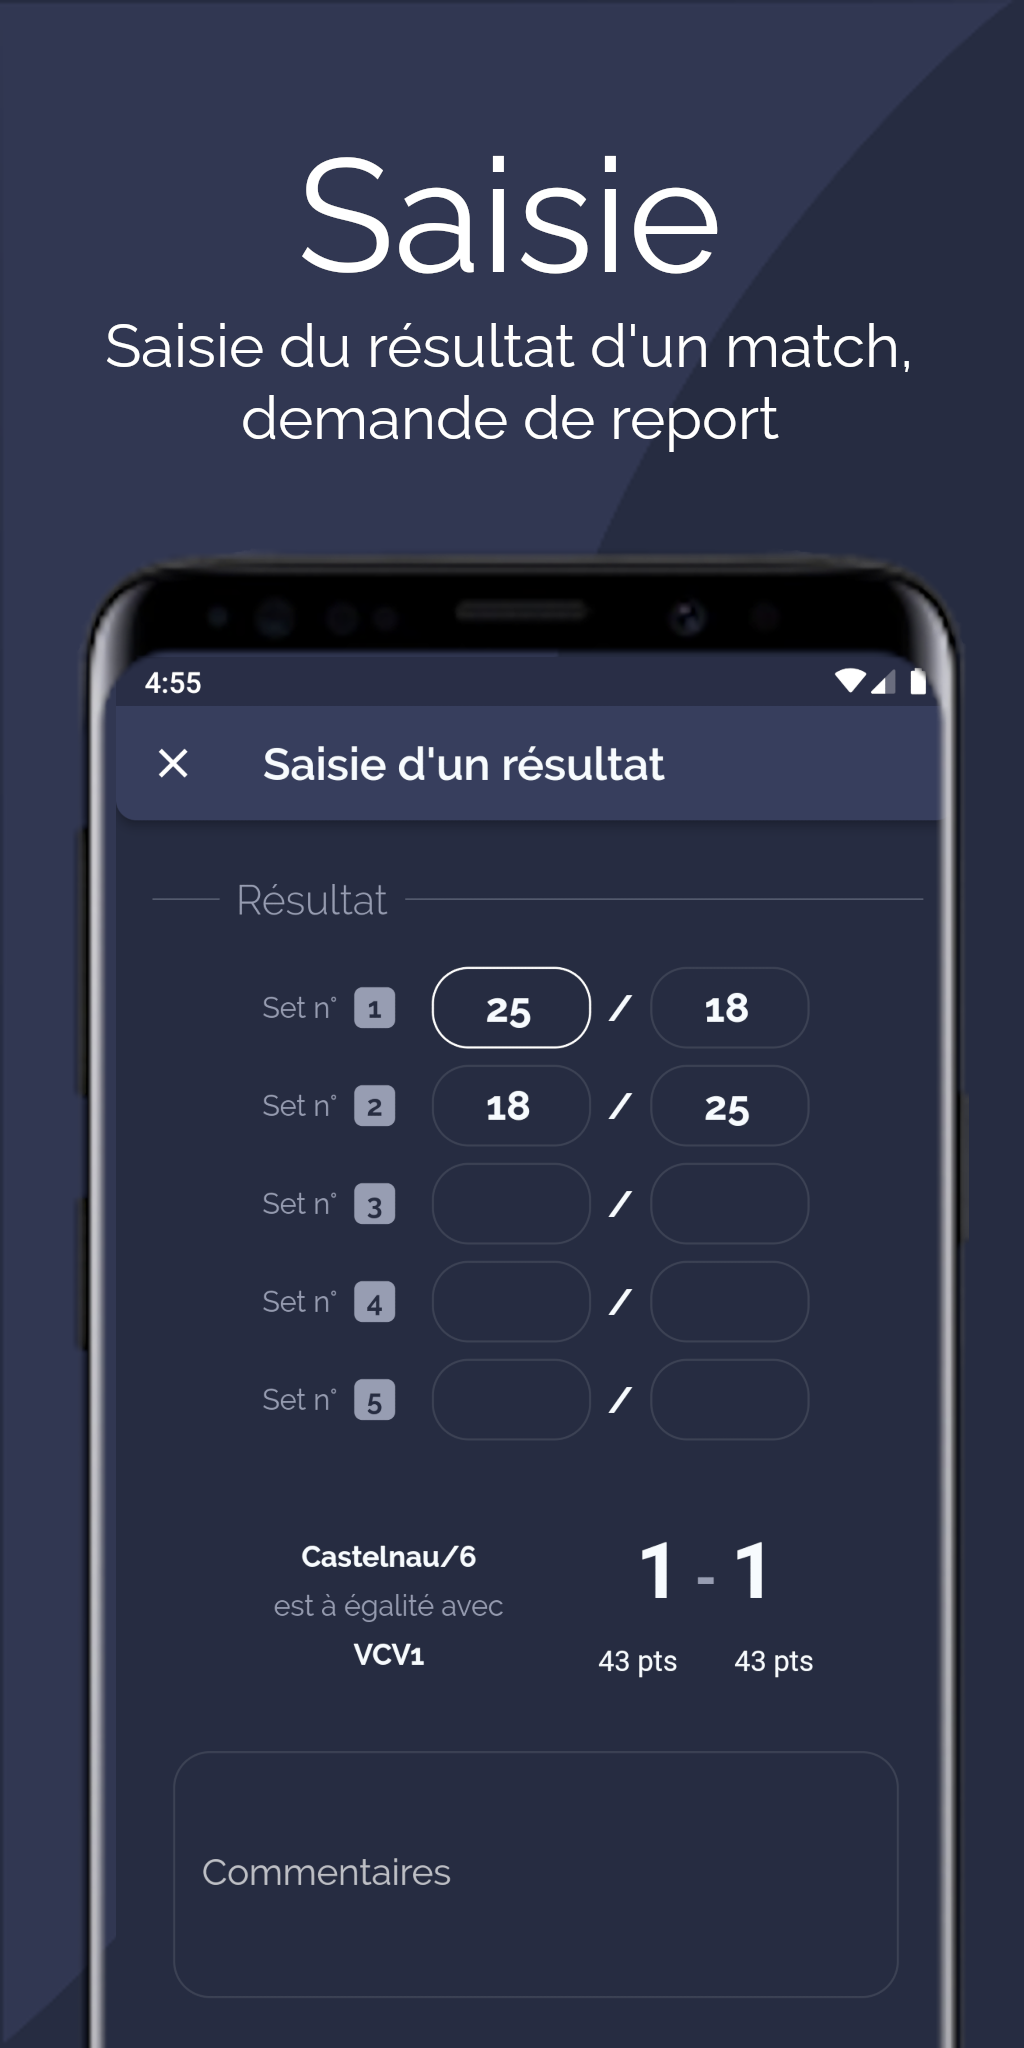 Saisie
Saisie du résultat d'un match,
demande de report
4:55
Saisie d'un résultat
Résultat
Set n° 1 25 / 18
Set n° 2 18 / 25
Set n° 3 /
Set n° 4 /
Set n° 5 /
Castelnau/6
est à égalité avec
VCV1
1 - 1
43 pts 43 pts
Commentaires